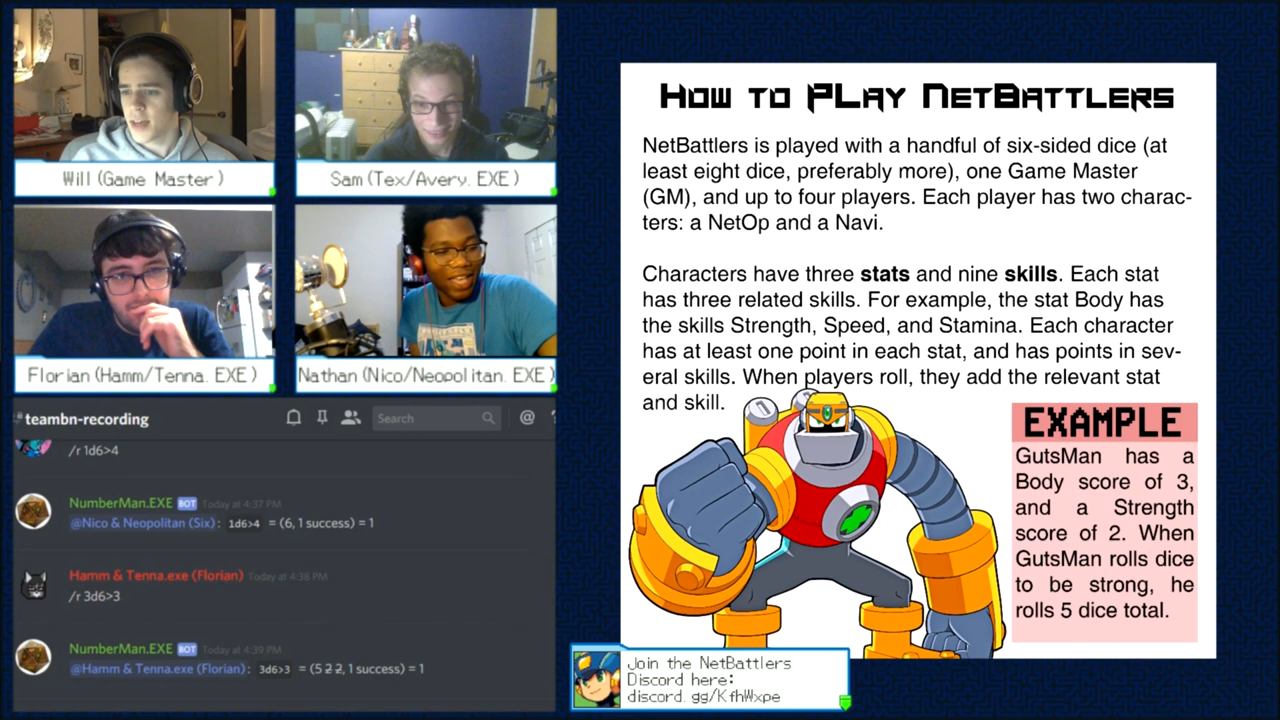 Will (Game Master)
Sam (Tex/Avery. EXE)
Florian (Hamm/Tenna. EXE)
Nathan (Nico/Neopolitan. EXE)
teambn-recording
Search
@
/r 1d6>4
NumberMan.EXE BOT Today at 4:37 PM
@Nico & Neopolitan (Six): 1d6>4 = (6, 1 success) = 1
Hamm & Tenna.exe (Florian) Today at 4:38 PM
/r 3d6>3
NumberMan.EXE BOT Today at 4:39 PM
@Hamm & Tenna.exe (Florian): 3d6>3 = (5 2 2, 1 success) = 1
How to Play NetBattlers
NetBattlers is played with a handful of six-sided dice (at
least eight dice, preferably more), one Game Master
(GM), and up to four players. Each player has two charac-
ters: a NetOp and a Navi.
Characters have three stats and nine skills. Each stat
has three related skills. For example, the stat Body has
the skills Strength, Speed, and Stamina. Each character
has at least one point in each stat, and has points in sev-
eral skills. When players roll, they add the relevant stat
and skill.
EXAMPLE
GutsMan has a
Body score of 3,
and a Strength
score of 2. When
GutsMan rolls dice
to be strong, he
rolls 5 dice total.
Join the NetBattlers
Discord here:
discord.gg/KfhWxpe